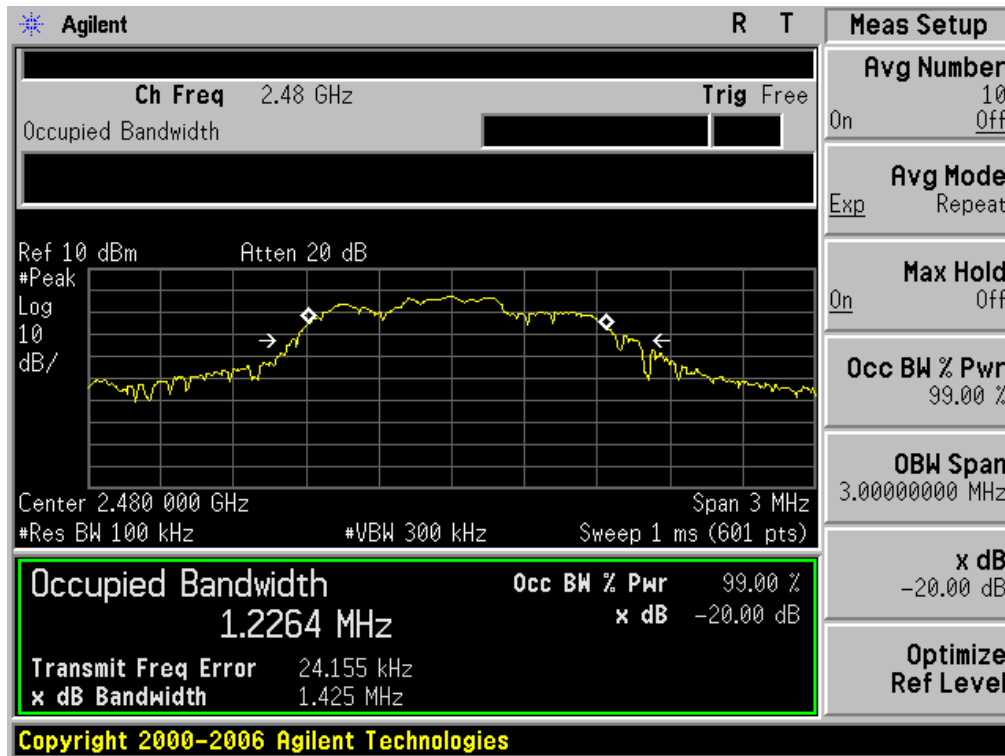 Agilent R T
Ch Freq 2.48 GHz Trig Free
Occupied Bandwidth
Ref 10 dBm Atten 20 dB
#Peak
Log
10
dB/
Center 2.480 000 GHz Span 3 MHz
#Res BW 100 kHz #VBW 300 kHz Sweep 1 ms (601 pts)
Occupied Bandwidth
1.2264 MHz
Occ BW % Pwr 99.00 %
x dB -20.00 dB
Transmit Freq Error 24.155 kHz
x dB Bandwidth 1.425 MHz
Meas Setup
Avg Number
10
On Off
Avg Mode
Exp Repeat
Max Hold
On Off
Occ BW % Pwr
99.00 %
OBW Span
3.00000000 MHz
x dB
-20.00 dB
Optimize
Ref Level
Copyright 2000-2006 Agilent Technologies